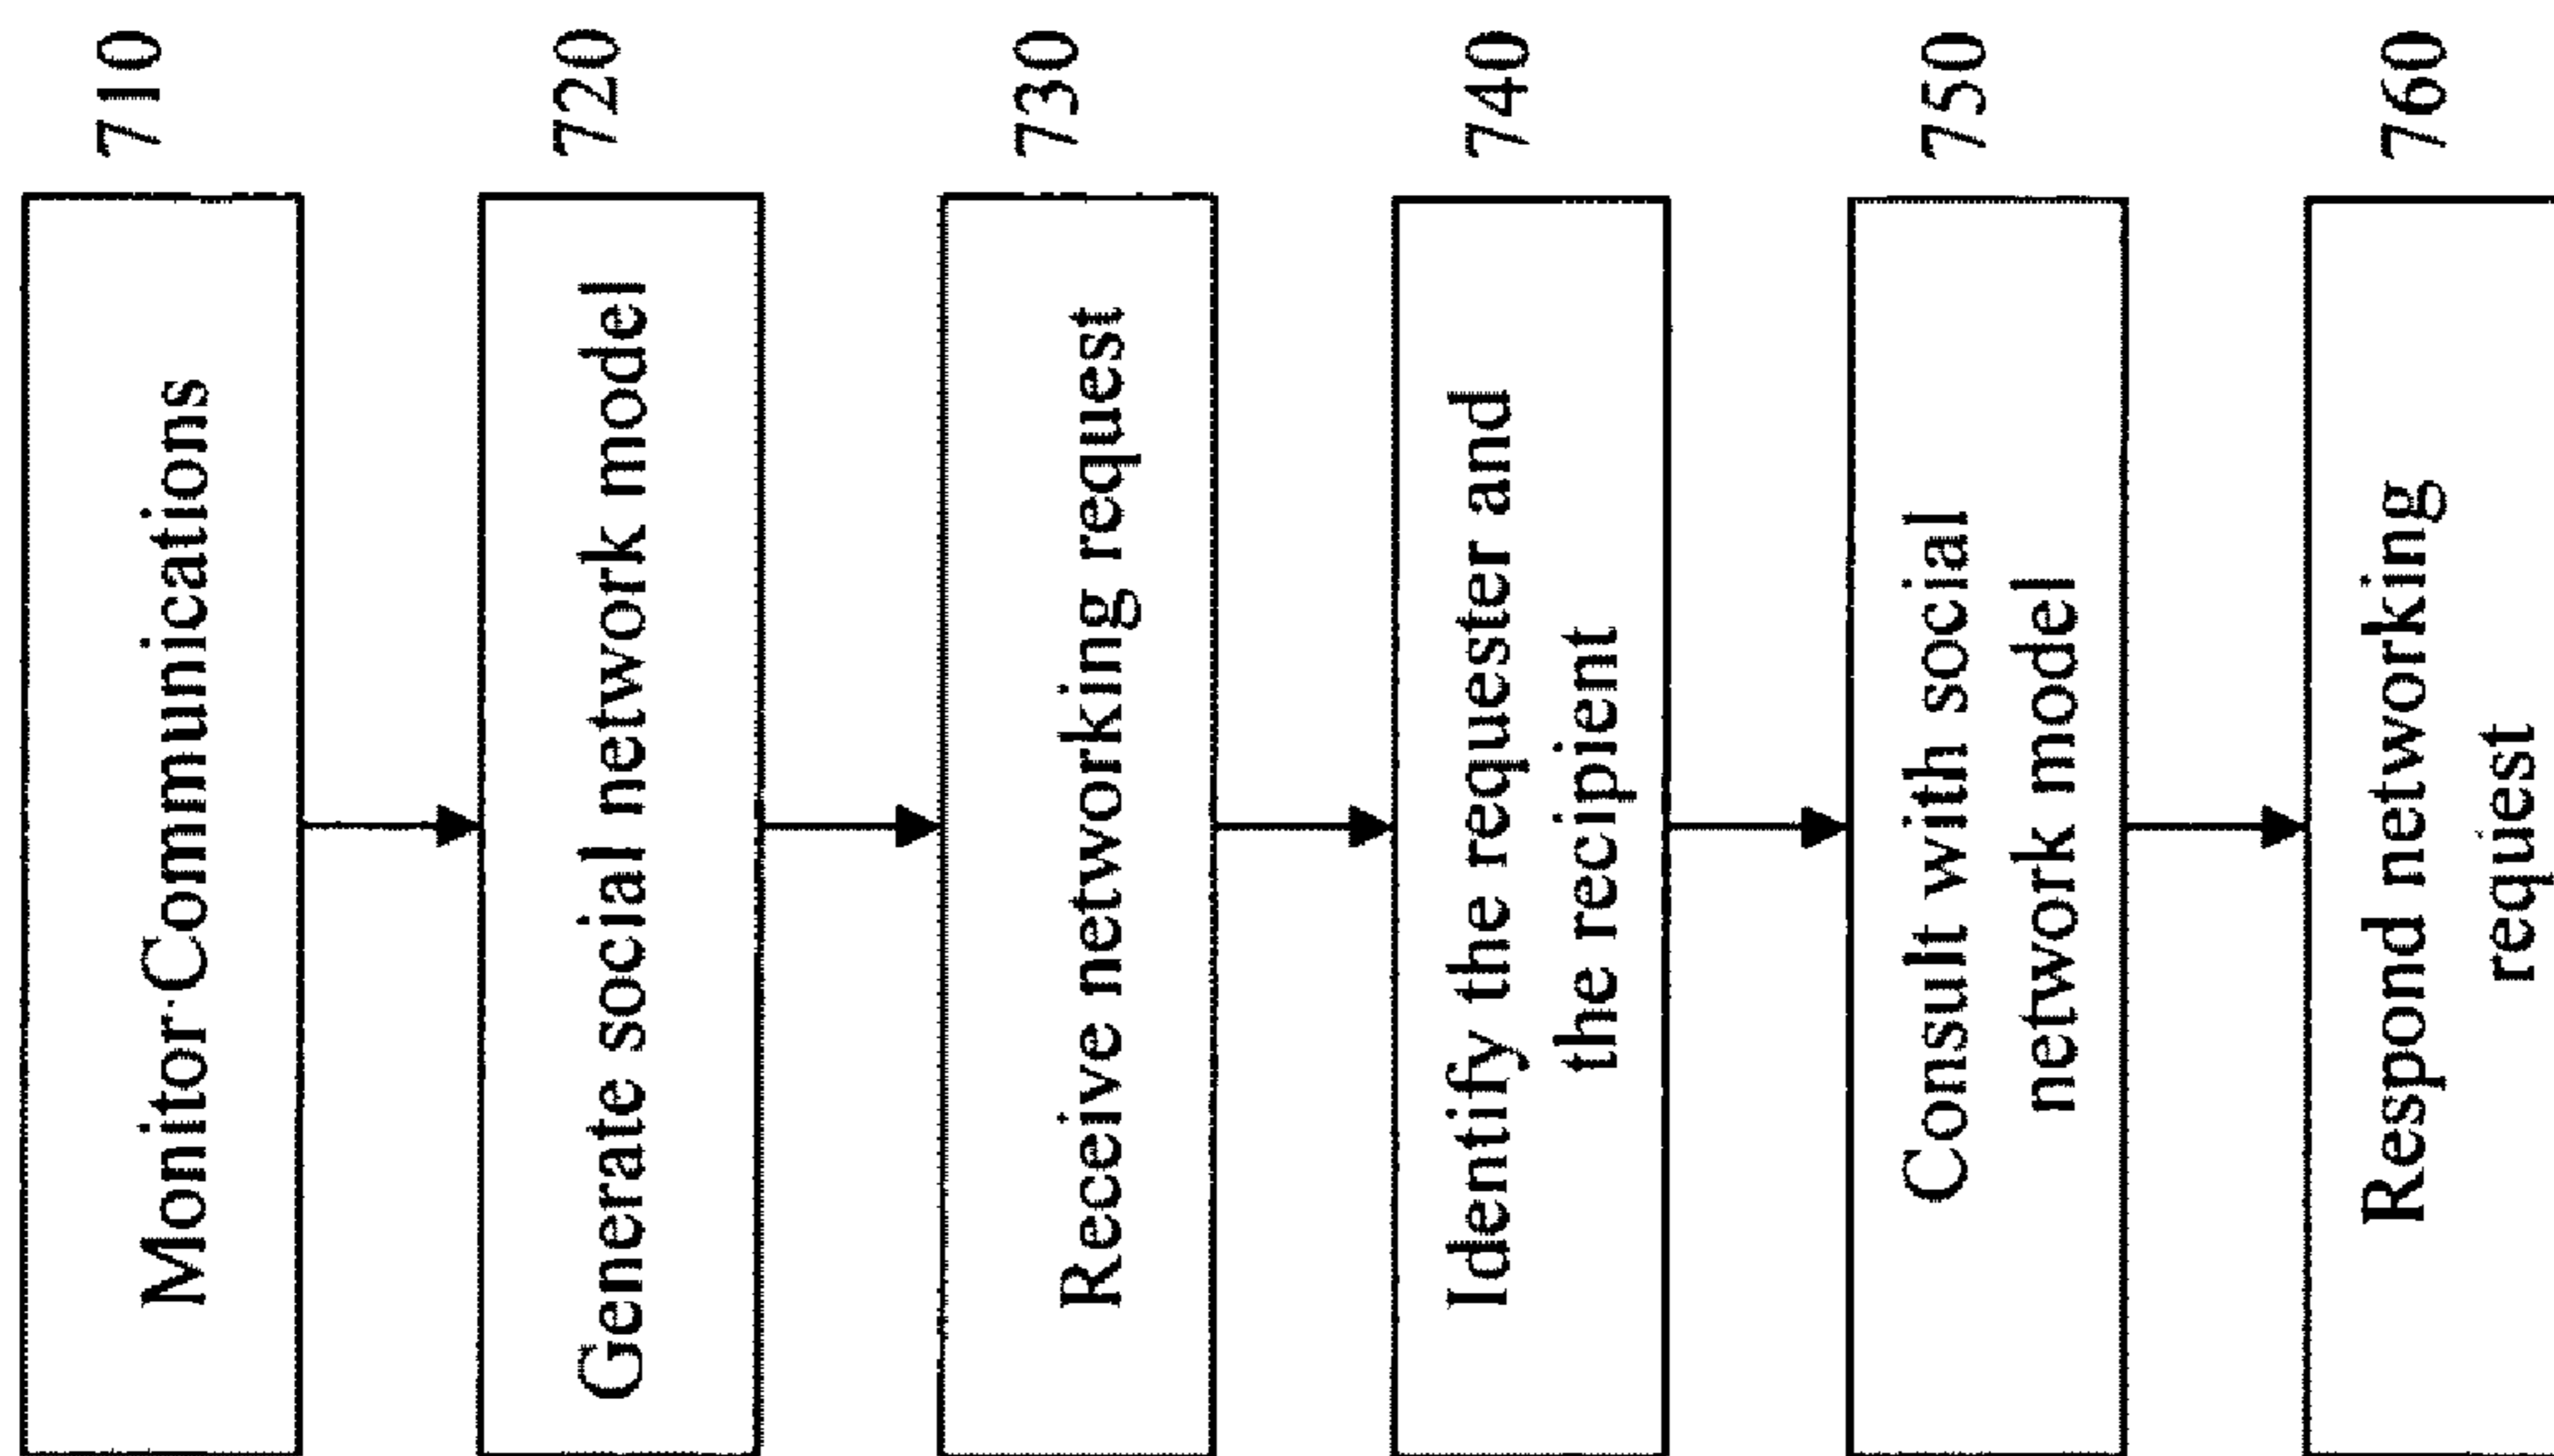 Monitor Communications
710
Generate social network model
720
Receive networking request
730
Identify the requester and
the recipient
740
Consult with social
network model
750
Respond networking
request
760